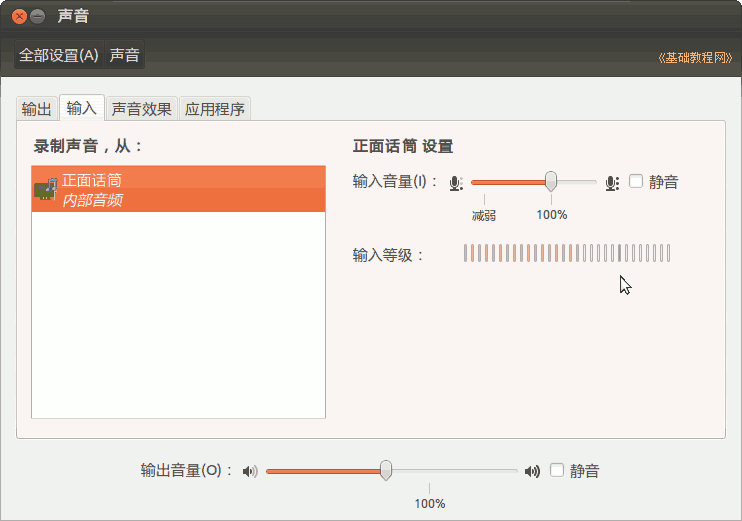 声音
全部设置(A) 声音
《基础教程网》
输出 输入 声音效果 应用程序
录制声音，从：
正面话筒
内部音频
正面话筒 设置
输入音量(I)： 静音
减弱 100%
输入等级：
输出音量(O)： 静音
100%